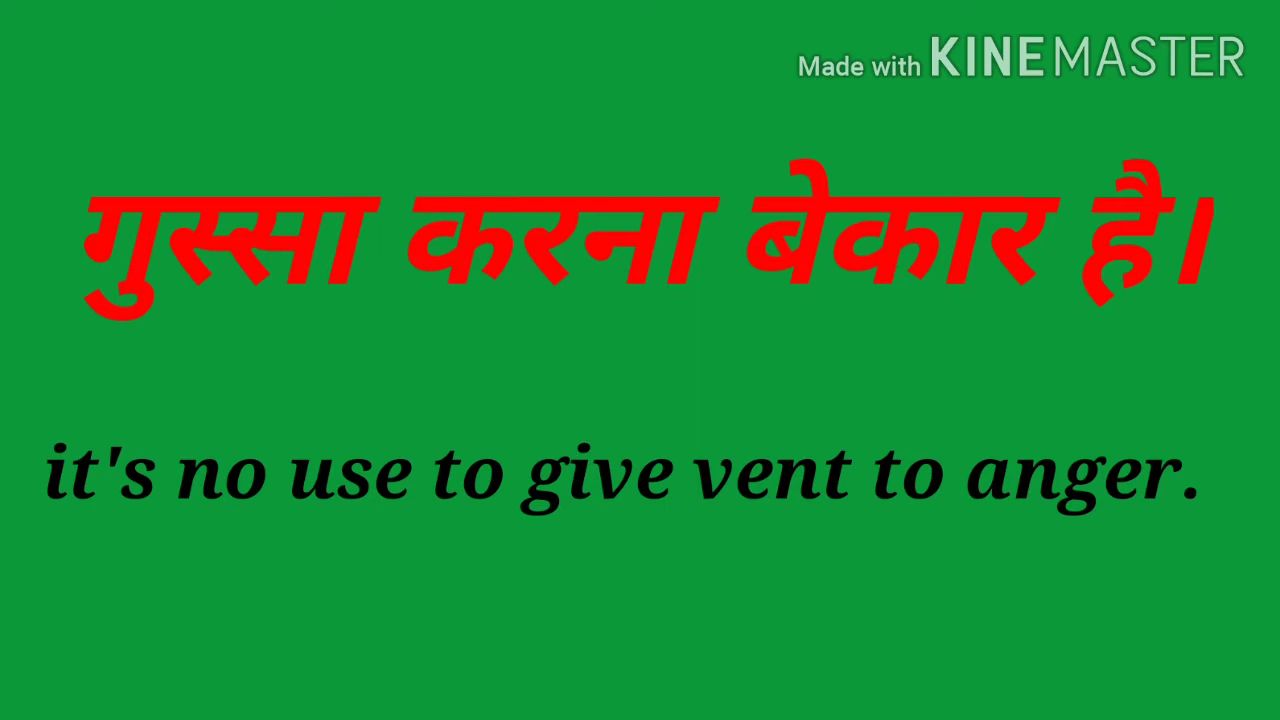 Made with KINEMASTER
गुस्सा करना बेकार है।
it's no use to give vent to anger.